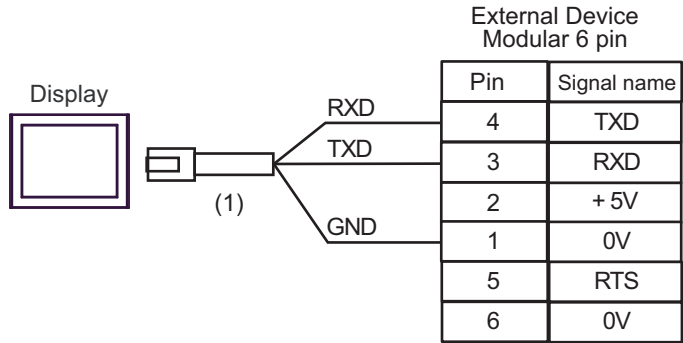 External Device
Modular 6 pin
Display
Pin Signal name
RXD
4 TXD
TXD
3 RXD
2 + 5V
(1)
GND
1 0V
5 RTS
6 0V